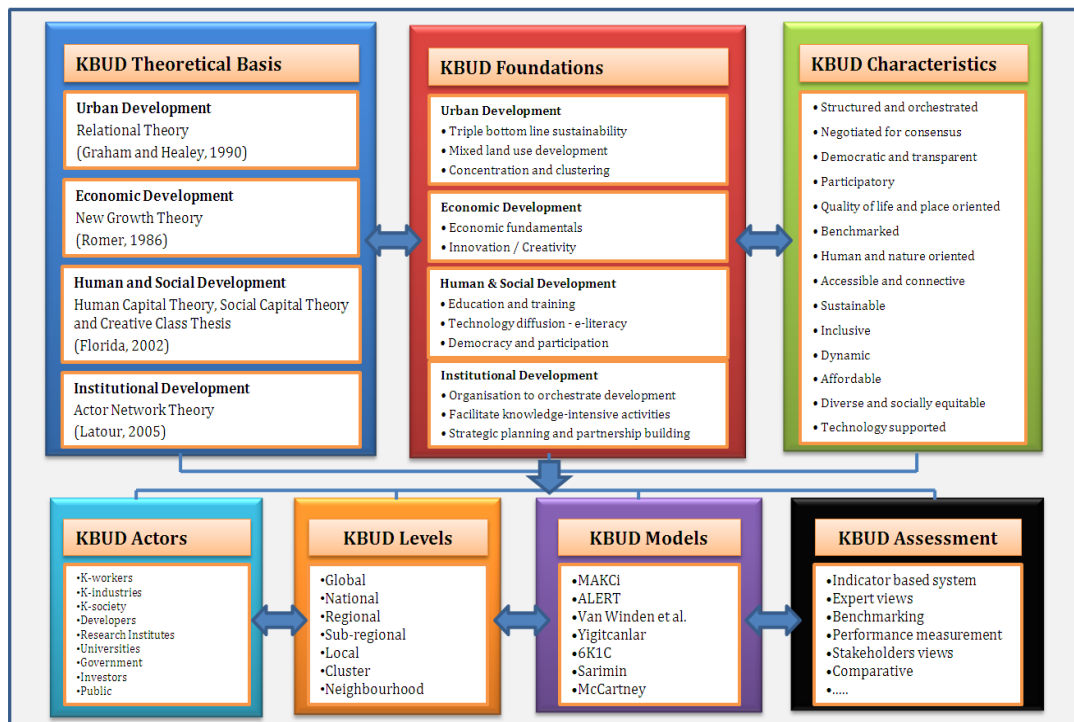 KBUD Theoretical Basis
Urban Development
Relational Theory
(Graham and Healey, 1990)
Economic Development
New Growth Theory
(Romer, 1986)
Human and Social Development
Human Capital Theory, Social Capital Theory
and Creative Class Thesis
(Florida, 2002)
Institutional Development
Actor Network Theory
(Latour, 2005)
KBUD Foundations
Urban Development
• Triple bottom line sustainability
• Mixed land use development
• Concentration and clustering
Economic Development
• Economic fundamentals
• Innovation / Creativity
Human & Social Development
• Education and training
• Technology diffusion - e-literacy
• Democracy and participation
Institutional Development
• Organisation to orchestrate development
• Facilitate knowledge-intensive activities
• Strategic planning and partnership building
KBUD Characteristics
• Structured and orchestrated
• Negotiated for consensus
• Democratic and transparent
• Participatory
• Quality of life and place oriented
• Benchmarked
• Human and nature oriented
• Accessible and connective
• Sustainable
• Inclusive
• Dynamic
• Affordable
• Diverse and socially equitable
• Technology supported
KBUD Actors
•K-workers
•K-industries
•K-society
•Developers
•Research Institutes
•Universities
•Government
•Investors
•Public
KBUD Levels
•Global
•National
•Regional
•Sub-regional
•Local
•Cluster
•Neighbourhood
KBUD Models
•MAKCi
•ALERT
•Van Winden et al.
•Yigitcanlar
•6K1C
•Sarimin
•McCartney
KBUD Assessment
•Indicator based system
•Expert views
•Benchmarking
•Performance measurement
•Stakeholders views
•Comparative
•.....